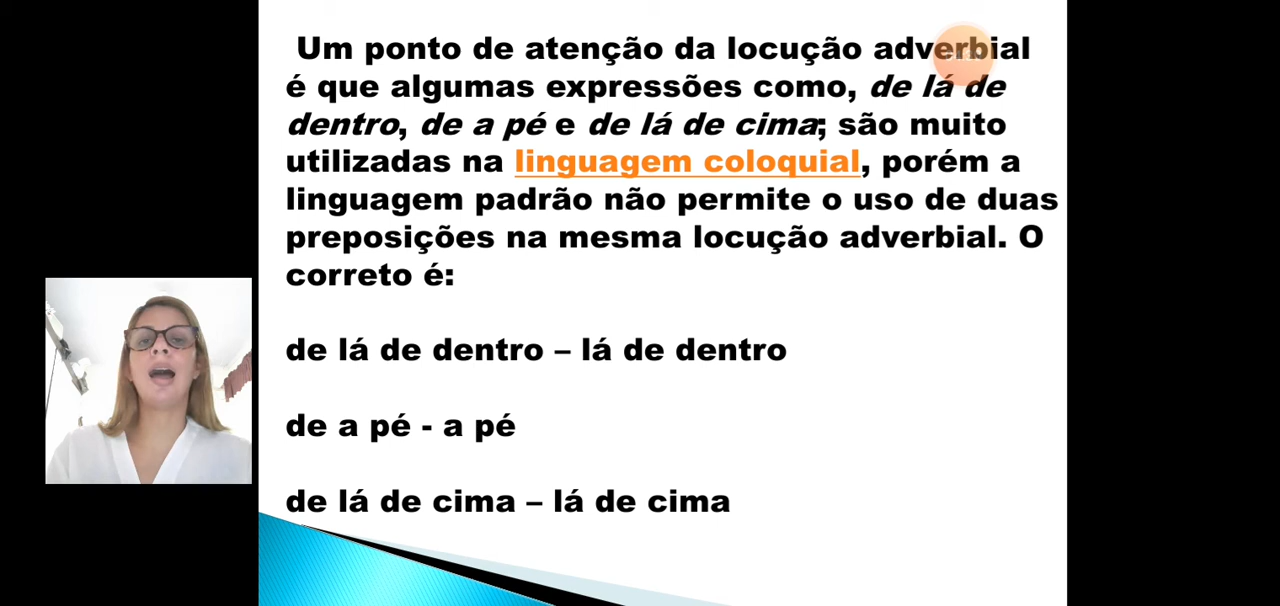 Um ponto de atenção da locução adverbial
é que algumas expressões como, de lá de
dentro, de a pé e de lá de cima; são muito
utilizadas na linguagem coloquial, porém a
linguagem padrão não permite o uso de duas
preposições na mesma locução adverbial. O
correto é:
de lá de dentro – lá de dentro
de a pé - a pé
de lá de cima – lá de cima